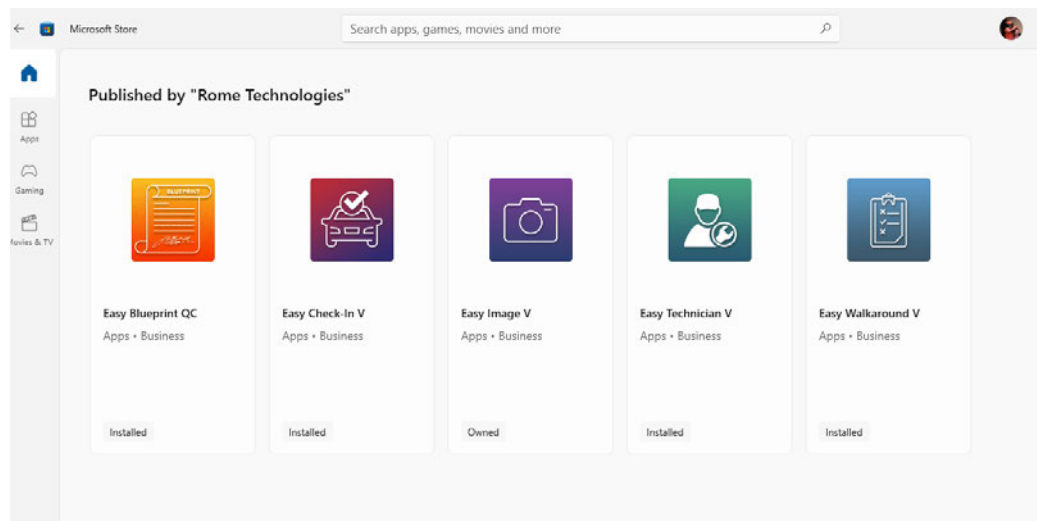 Microsoft Store
Search apps, games, movies and more
Apps
Gaming
Movies & TV
Published by "Rome Technologies"
BLUEPRINT
Easy Blueprint QC
Apps • Business
Installed
Easy Check-In V
Apps • Business
Installed
Easy Image V
Apps • Business
Owned
Easy Technician V
Apps • Business
Installed
Easy Walkaround V
Apps • Business
Installed